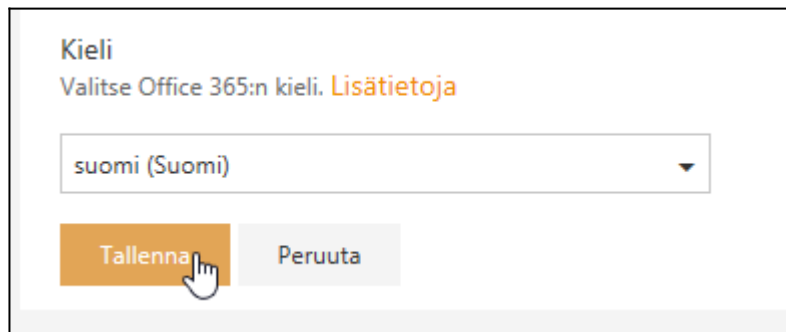 Kieli
Valitse Office 365:n kieli. Lisätietoja
suomi (Suomi)
Tallenna Peruuta